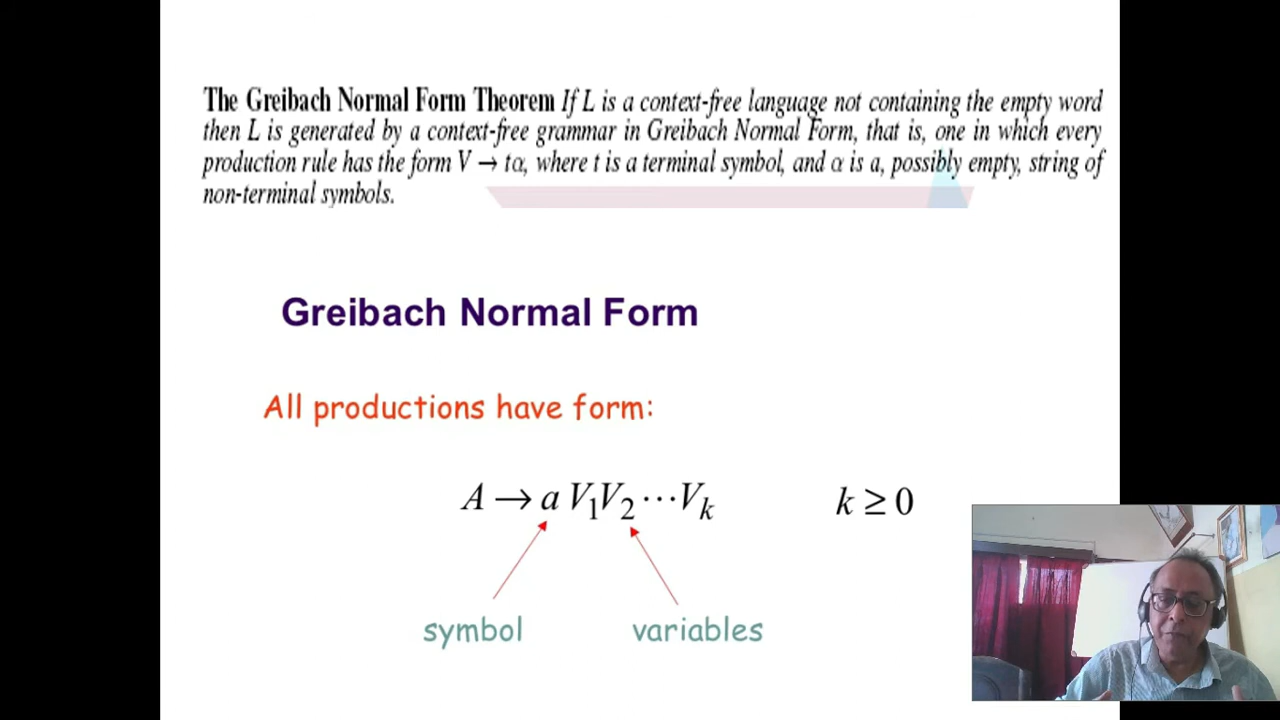 The Greibach Normal Form Theorem If L is a context-free language not containing the empty word
then L is generated by a context-free grammar in Greibach Normal Form, that is, one in which every
production rule has the form V → tα, where t is a terminal symbol, and α is a, possibly empty, string of
non-terminal symbols.
Greibach Normal Form
All productions have form:
A → a V₁V₂ ⋯ Vₖ k ≥ 0
symbol variables